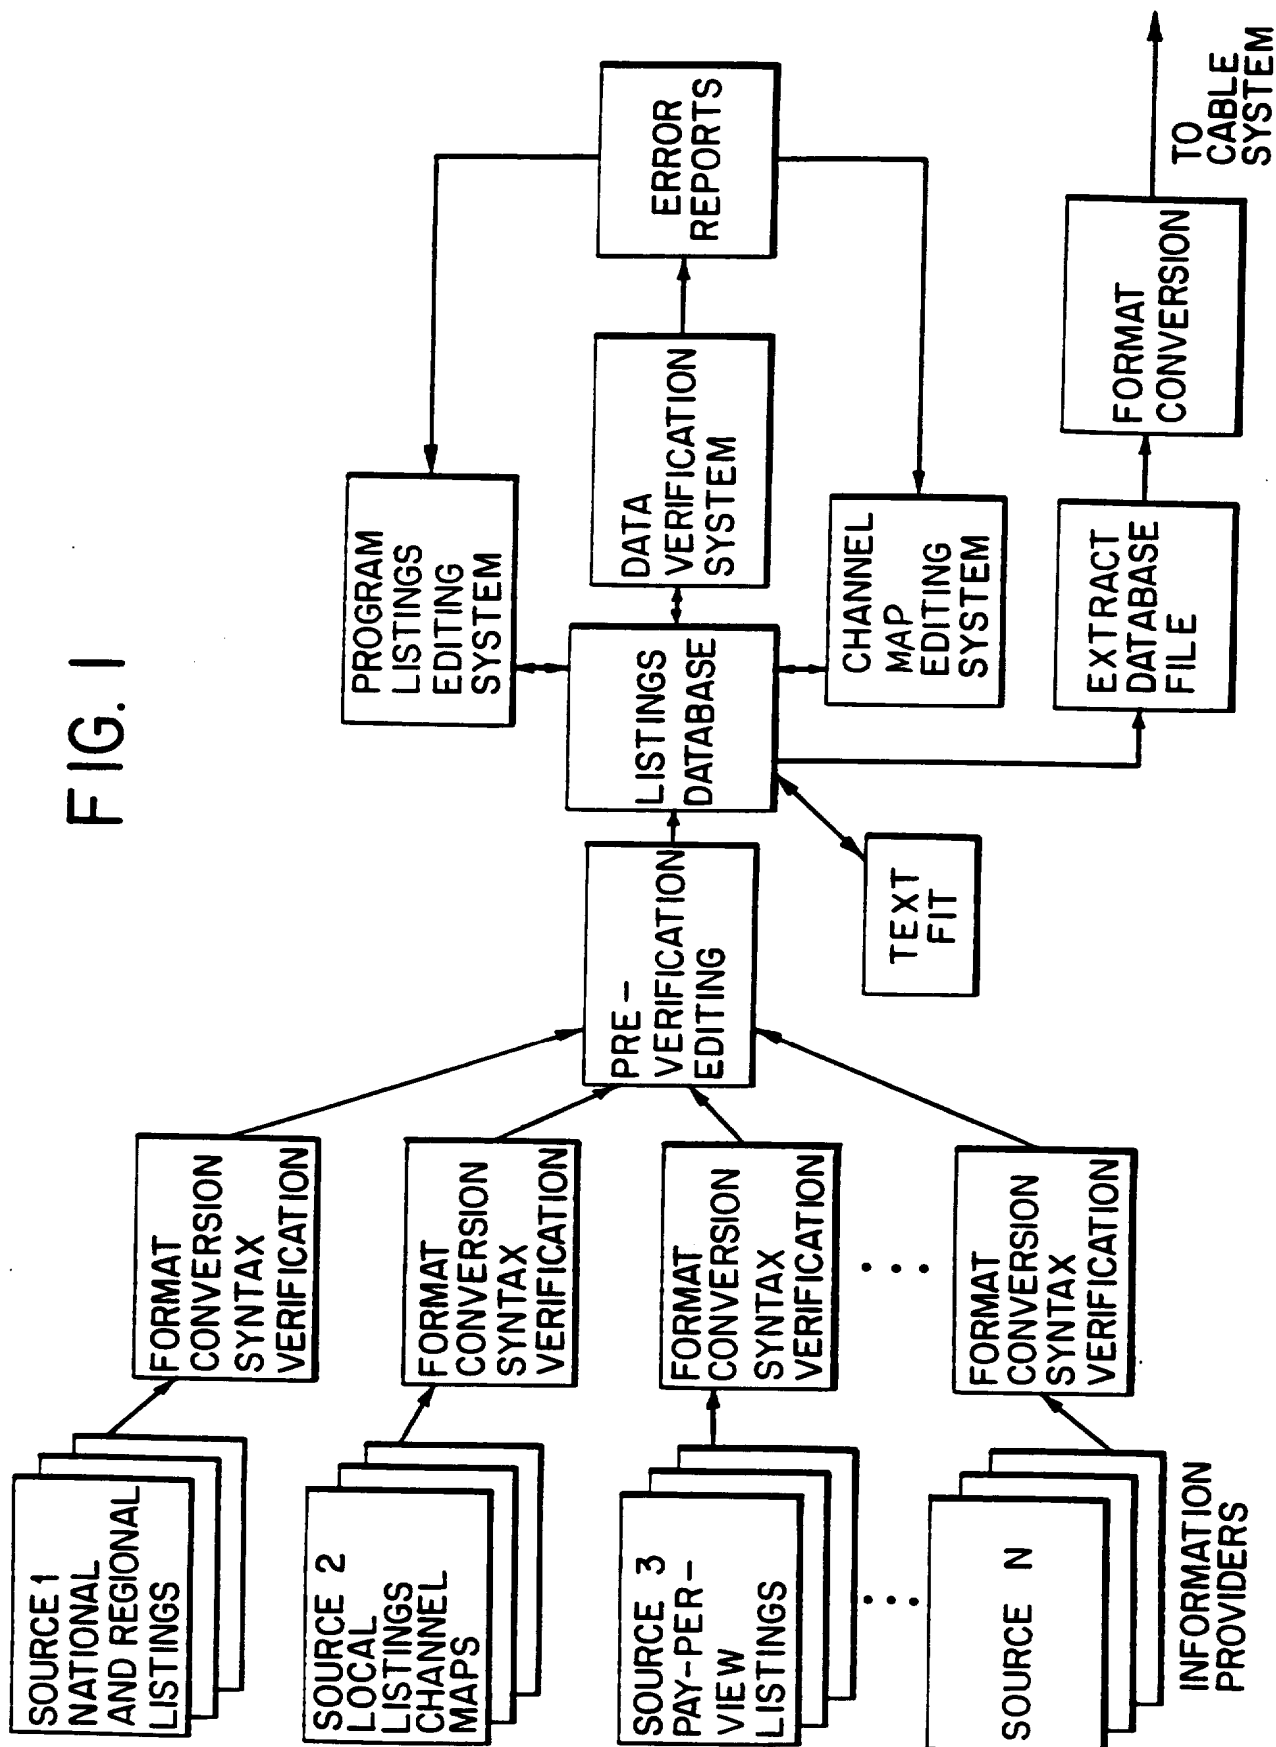 FIG. 1
SOURCE 1
NATIONAL
AND REGIONAL
LISTINGS
SOURCE 2
LOCAL
LISTINGS
CHANNEL
MAPS
SOURCE 3
PAY-PER-
VIEW
LISTINGS
SOURCE N
INFORMATION
PROVIDERS
FORMAT
CONVERSION
SYNTAX
VERIFICATION
FORMAT
CONVERSION
SYNTAX
VERIFICATION
FORMAT
CONVERSION
SYNTAX
VERIFICATION
FORMAT
CONVERSION
SYNTAX
VERIFICATION
PRE-
VERIFICATION
EDITING
TEXT
FIT
LISTINGS
DATABASE
PROGRAM
LISTINGS
EDITING
SYSTEM
DATA
VERIFICATION
SYSTEM
CHANNEL
MAP
EDITING
SYSTEM
ERROR
REPORTS
EXTRACT
DATABASE
FILE
FORMAT
CONVERSION
TO
CABLE
SYSTEM